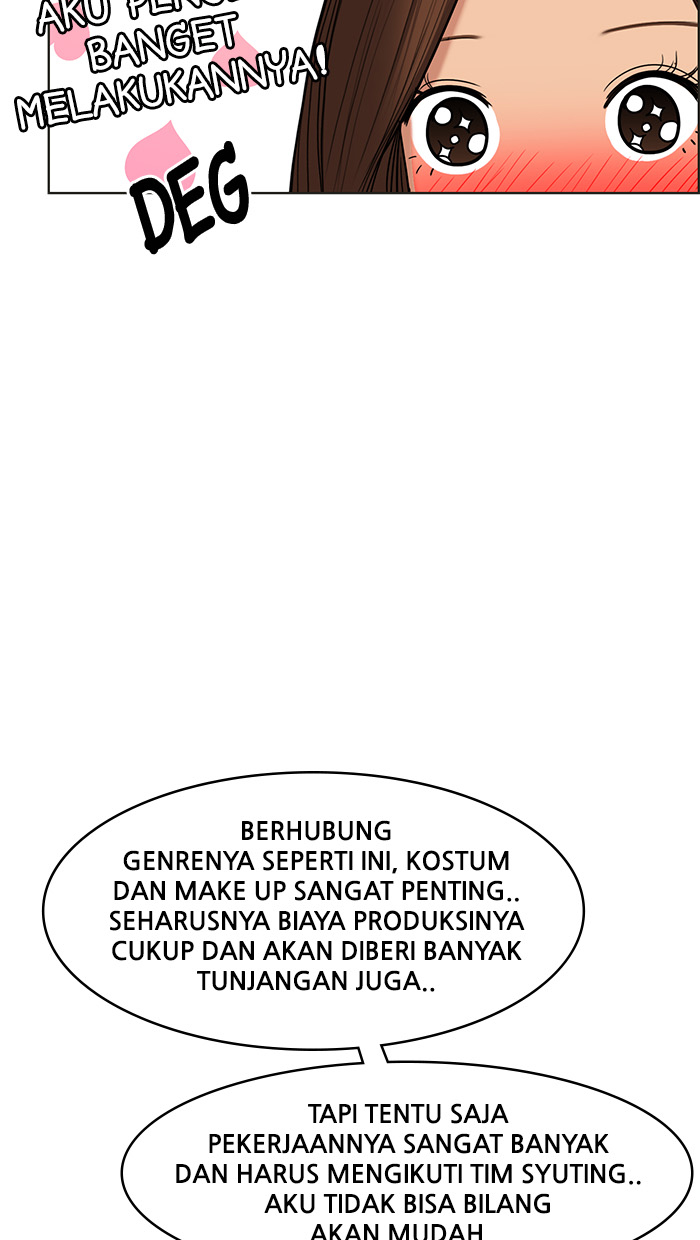 AKU
BANGET
MELAKUKANNYA!
DEG
BERHUBUNG
GENRENYA SEPERTI INI, KOSTUM
DAN MAKE UP SANGAT PENTING..
SEHARUSNYA BIAYA PRODUKSINYA
CUKUP DAN AKAN DIBERI BANYAK
TUNJANGAN JUGA..
TAPI TENTU SAJA
PEKERJAANNYA SANGAT BANYAK
DAN HARUS MENGIKUTI TIM SYUTING..
AKU TIDAK BISA BILANG
AKAN MUDAH